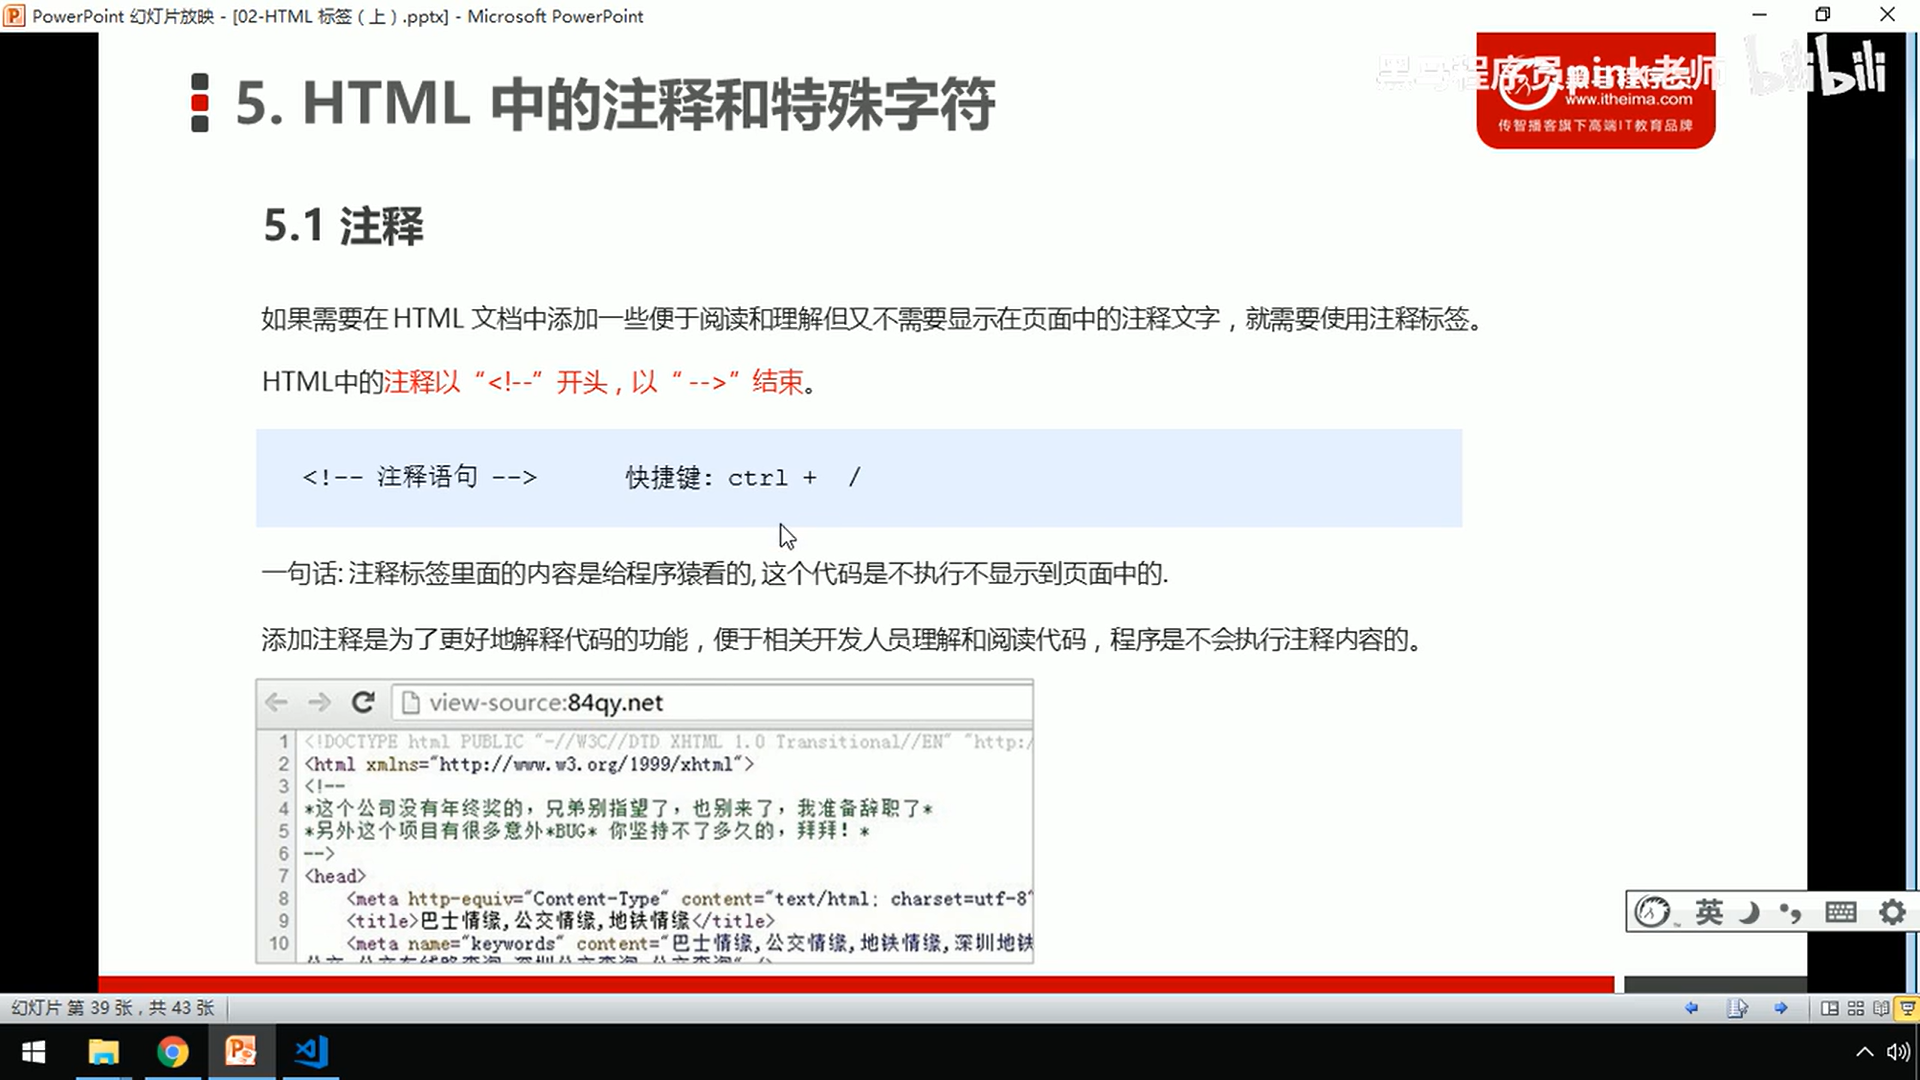 PowerPoint 幻灯片放映 - [02-HTML 标签（上）.pptx] - Microsoft PowerPoint
5. HTML 中的注释和特殊字符
黑马程序员pink老师
bilibili
www.itheima.com
传智播客旗下高端IT教育品牌
5.1 注释
如果需要在 HTML 文档中添加一些便于阅读和理解但又不需要显示在页面中的注释文字，就需要使用注释标签。
HTML中的注释以“<!--”开头，以“ -->”结束。
<!-- 注释语句 --> 快捷键: ctrl + /
一句话: 注释标签里面的内容是给程序猿看的, 这个代码是不执行不显示到页面中的.
添加注释是为了更好地解释代码的功能，便于相关开发人员理解和阅读代码，程序是不会执行注释内容的。
view-source:84qy.net
1 <!DOCTYPE html PUBLIC "-//W3C//DTD XHTML 1.0 Transitional//EN" "http:/
2 <html xmlns="http://www.w3.org/1999/xhtml">
3 <!--
4 *这个公司没有年终奖的，兄弟别指望了，也别来了，我准备辞职了*
5 *另外这个项目有很多意外*BUG* 你坚持不了多久的，拜拜！*
6 -->
7 <head>
8 <meta http-equiv="Content-Type" content="text/html; charset=utf-8"
9 <title>巴士情缘,公交情缘,地铁情缘</title>
10 <meta name="keywords" content="巴士情缘,公交情缘,地铁情缘,深圳地铁
英
幻灯片 第 39 张，共 43 张